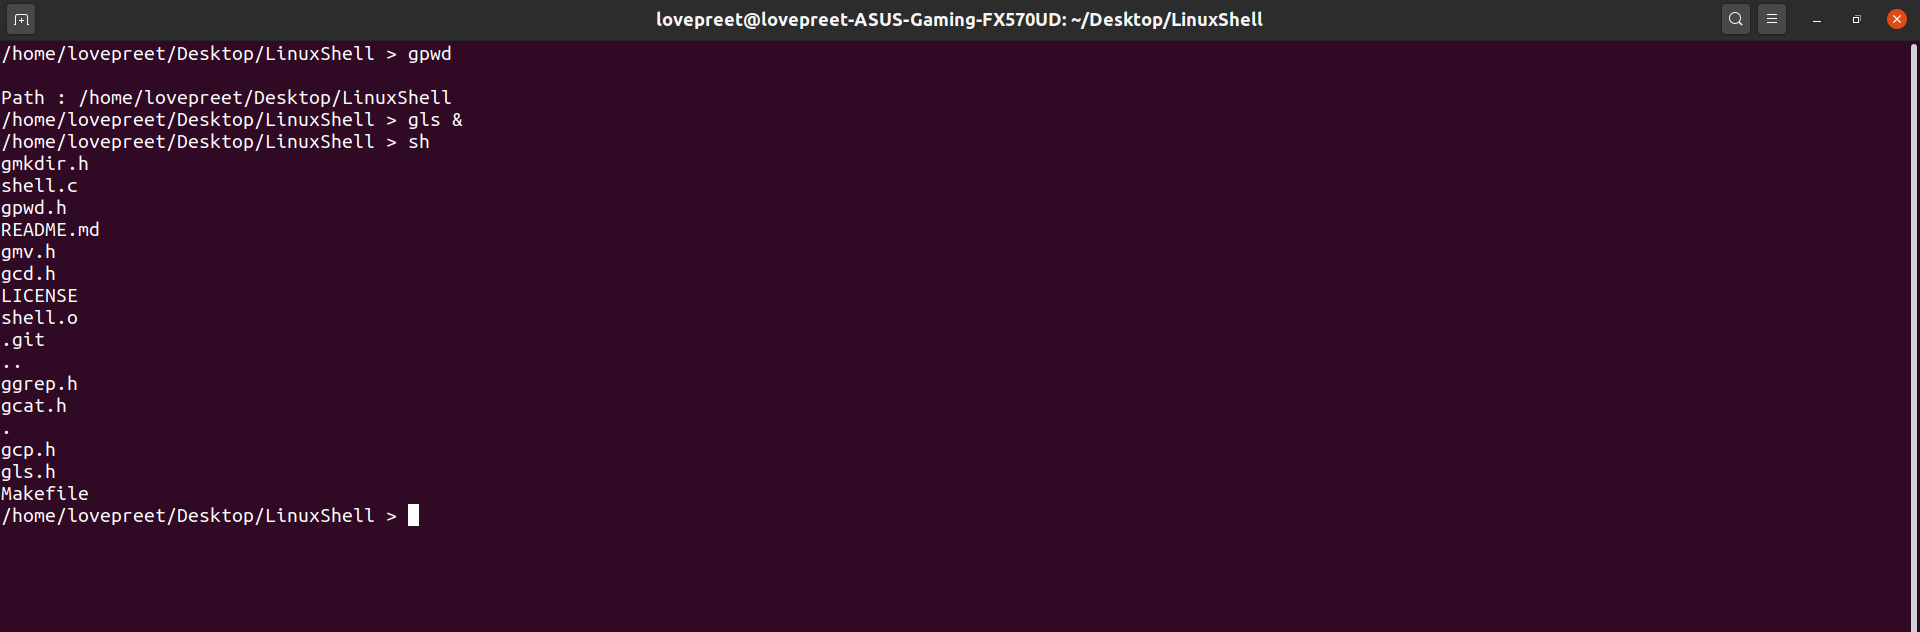 lovepreet@lovepreet-ASUS-Gaming-FX570UD: ~/Desktop/LinuxShell
/home/lovepreet/Desktop/LinuxShell > gpwd
Path : /home/lovepreet/Desktop/LinuxShell
/home/lovepreet/Desktop/LinuxShell > gls &
/home/lovepreet/Desktop/LinuxShell > sh
gmkdir.h
shell.c
gpwd.h
README.md
gmv.h
gcd.h
LICENSE
shell.o
.git
..
ggrep.h
gcat.h
.
gcp.h
gls.h
Makefile
/home/lovepreet/Desktop/LinuxShell >